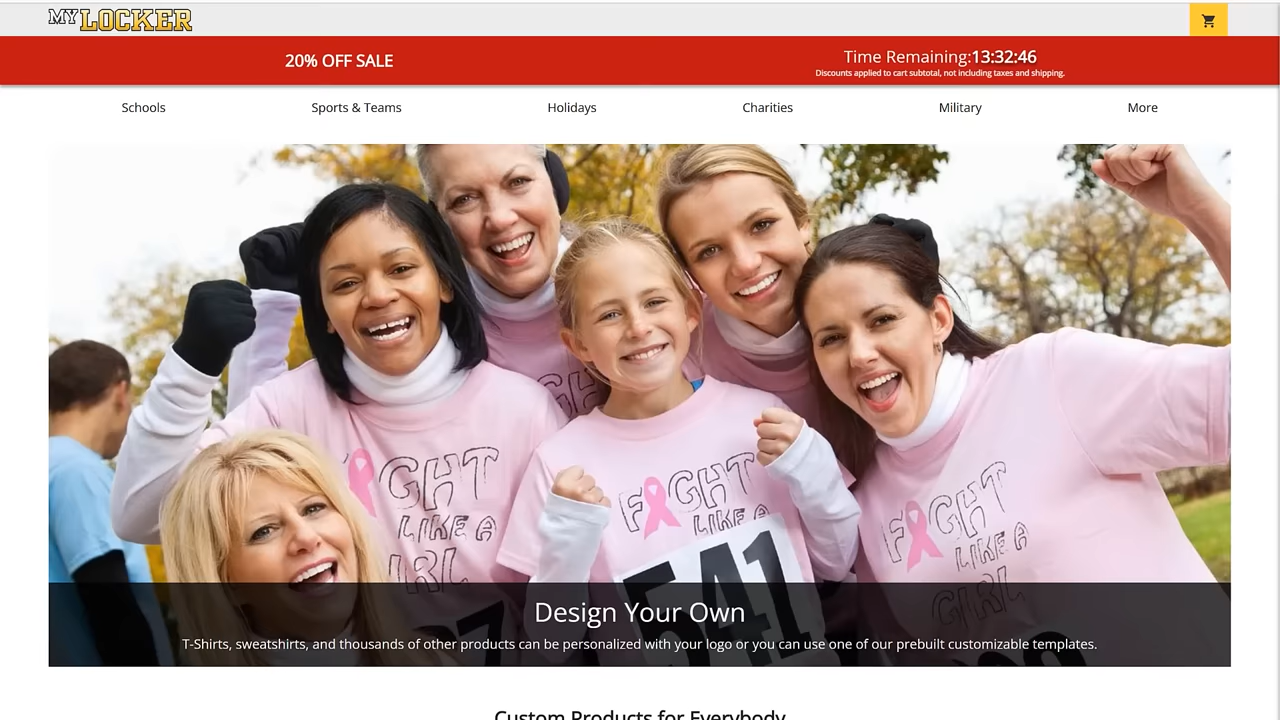 MY LOCKER
20% OFF SALE
Time Remaining:13:32:46
Discounts applied to cart subtotal, not including taxes and shipping.
Schools
Sports & Teams
Holidays
Charities
Military
More
GH
FIGHT
LIKE A
IRL
FIGHT
LIKE A
541
FIGHT
LIKE A
GIRL
Design Your Own
T-Shirts, sweatshirts, and thousands of other products can be personalized with your logo or you can use one of our prebuilt customizable templates.
Custom Products for Everybody